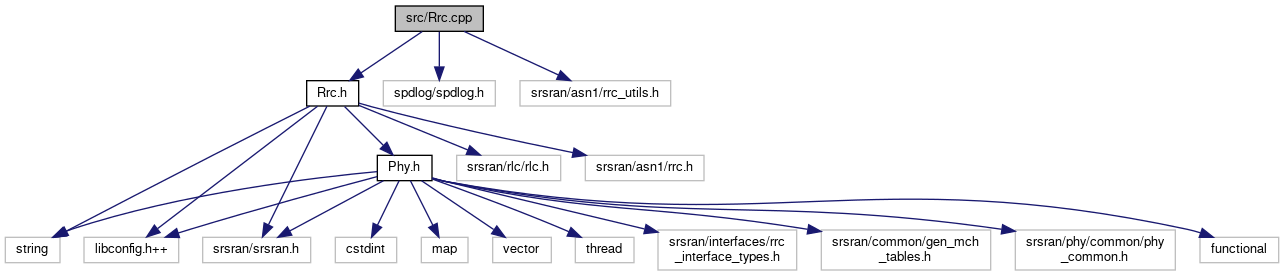 src/Rrc.cpp
Rrc.h
spdlog/spdlog.h
srsran/asn1/rrc_utils.h
Phy.h
srsran/rlc/rlc.h
srsran/asn1/rrc.h
string
libconfig.h++
srsran/srsran.h
cstdint
map
vector
thread
srsran/interfaces/rrc
_interface_types.h
srsran/common/gen_mch
_tables.h
srsran/phy/common/phy
_common.h
functional